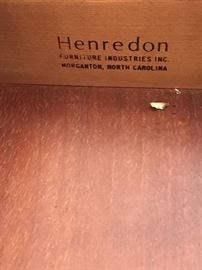 Henredon
FURNITURE INDUSTRIES INC.
MORGANTON, NORTH CAROLINA